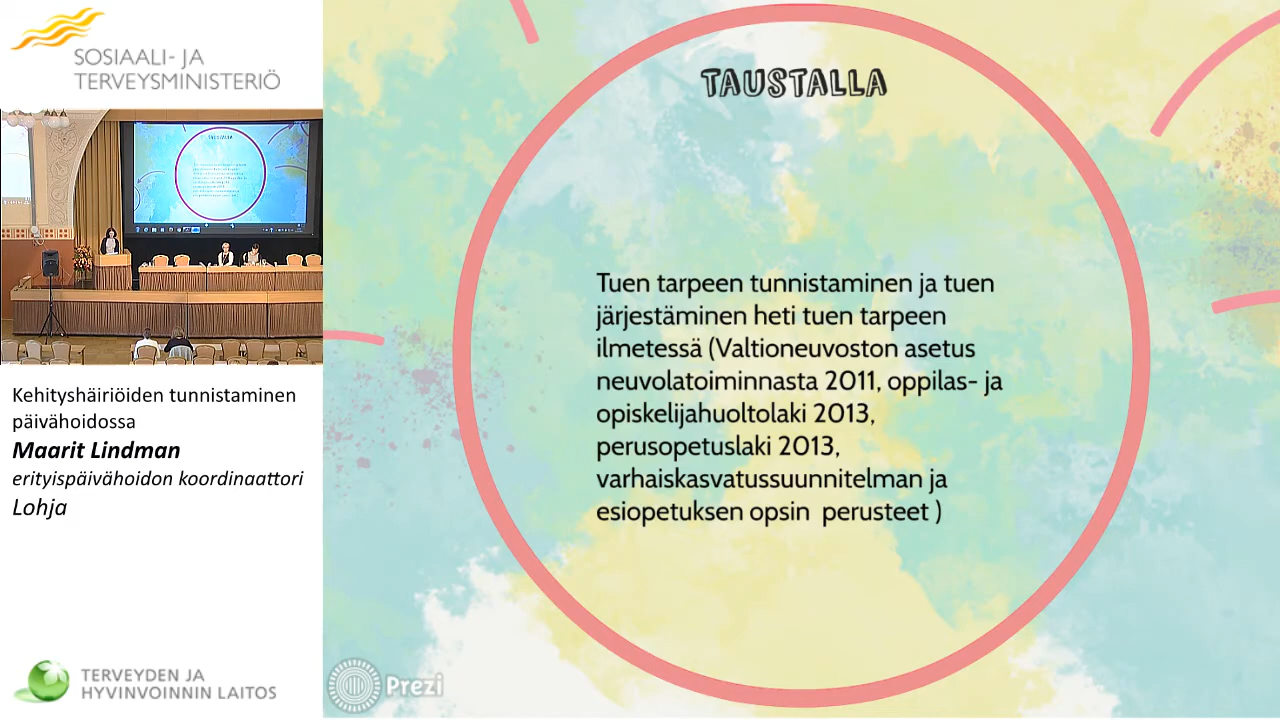 SOSIAALI- JA
TERVEYSMINISTERIÖ
Kehityshäiriöiden tunnistaminen
päivähoidossa
Maarit Lindman
erityispäivähoidon koordinaattori
Lohja
TERVEYDEN JA
HYVINVOINNIN LAITOS
TAUSTALLA
Tuen tarpeen tunnistaminen ja tuen
järjestäminen heti tuen tarpeen
ilmetessä (Valtioneuvoston asetus
neuvolatoiminnasta 2011, oppilas- ja
opiskelijahuoltolaki 2013,
perusopetuslaki 2013,
varhaiskasvatussuunnitelman ja
esiopetuksen opsin perusteet )
Prezi